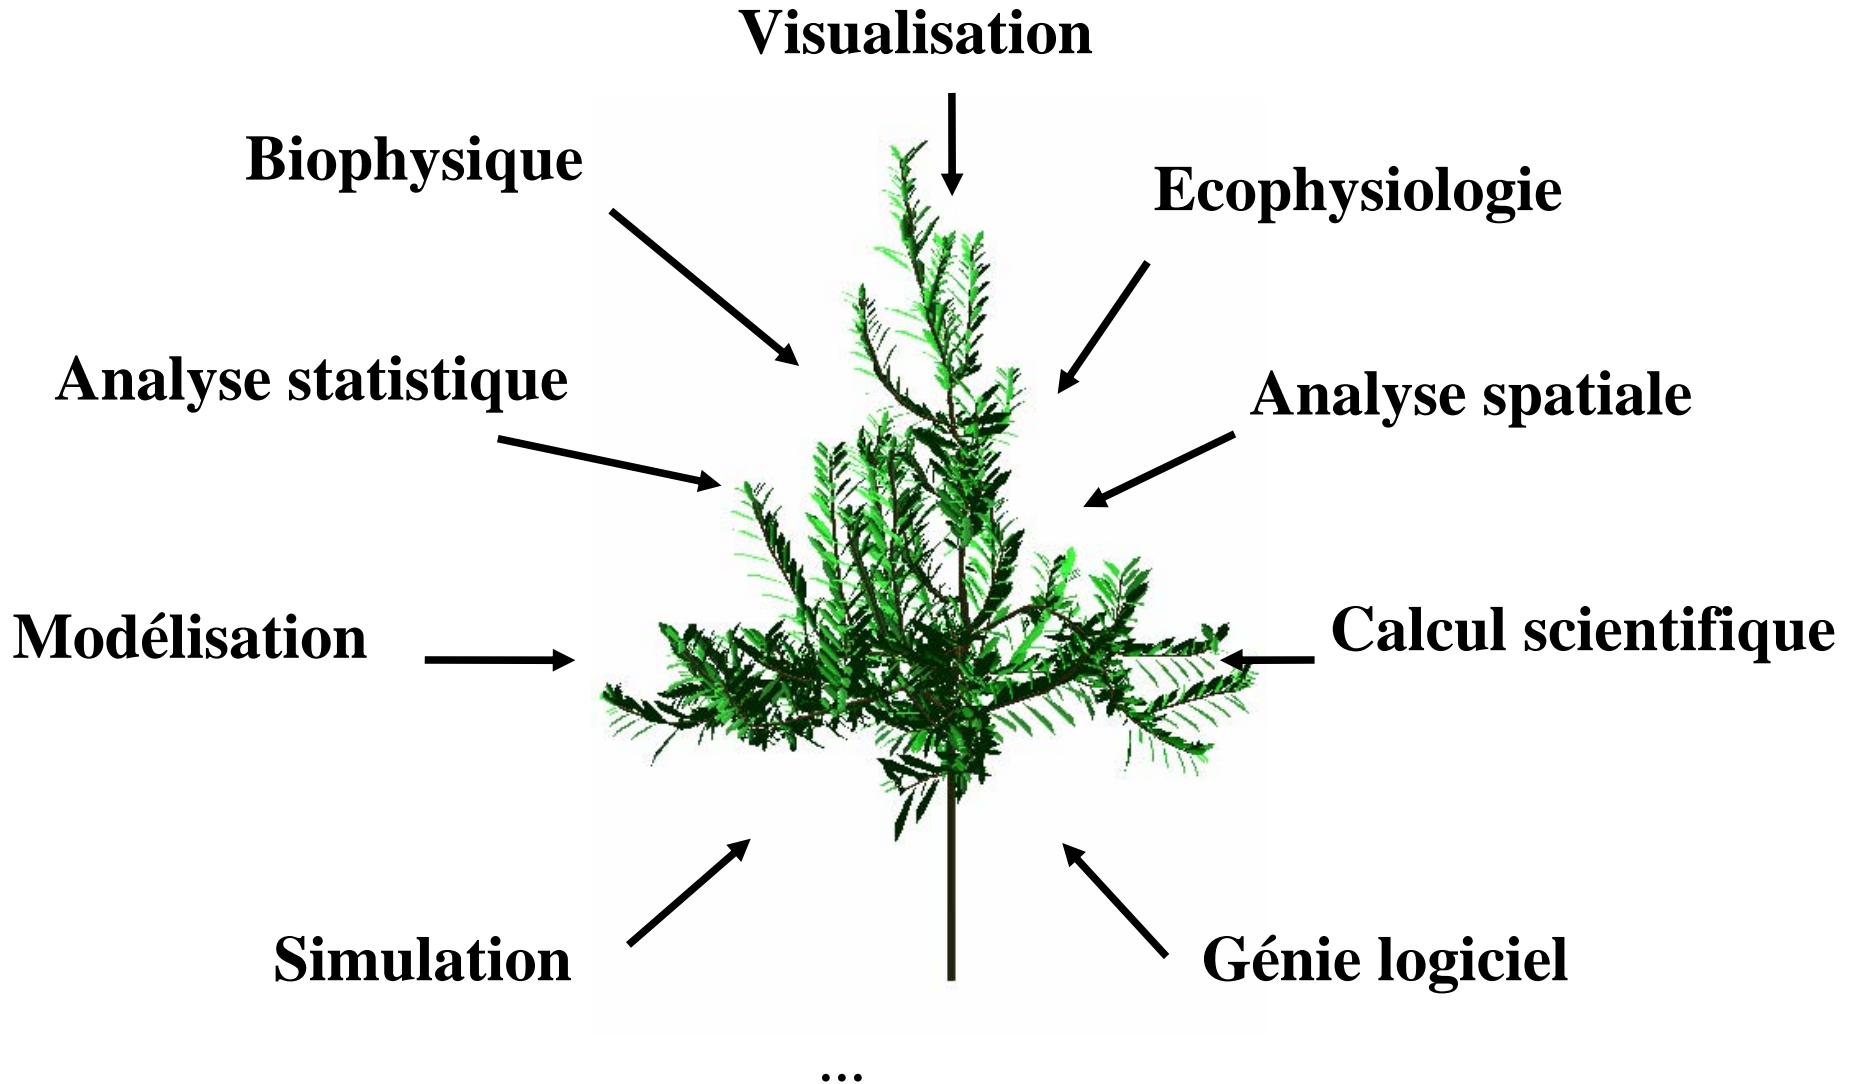 Visualisation
Biophysique
Ecophysiologie
Analyse statistique
Analyse spatiale
Modélisation
Calcul scientifique
Simulation
Génie logiciel
...